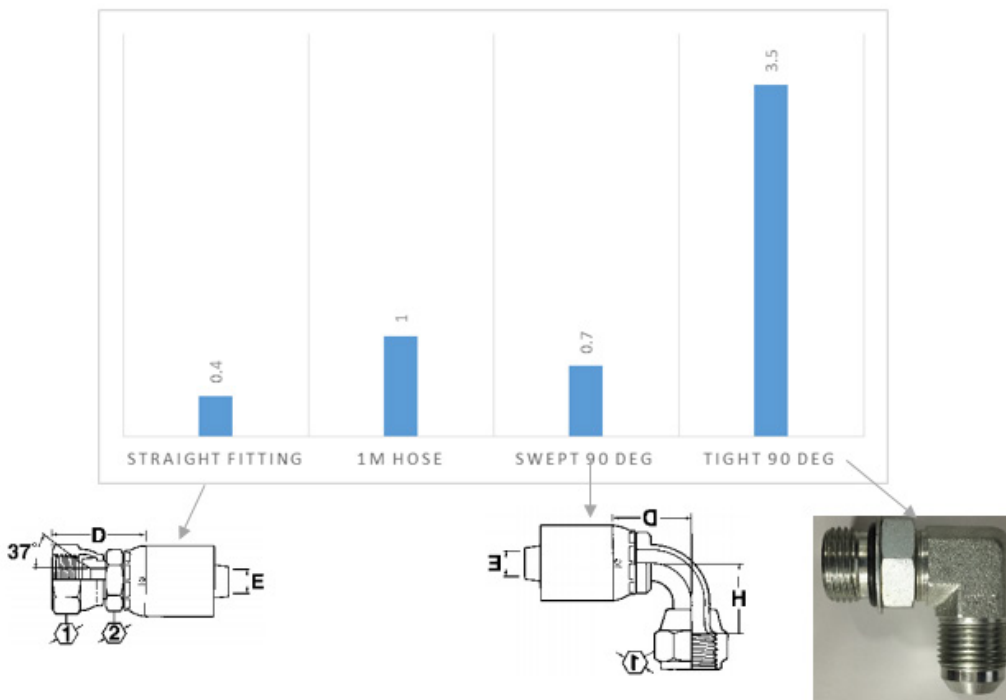 0.4
1
0.7
3.5
STRAIGHT FITTING
1M HOSE
SWEPT 90 DEG
TIGHT 90 DEG
D
37°
E
1
2
D
E
H
1